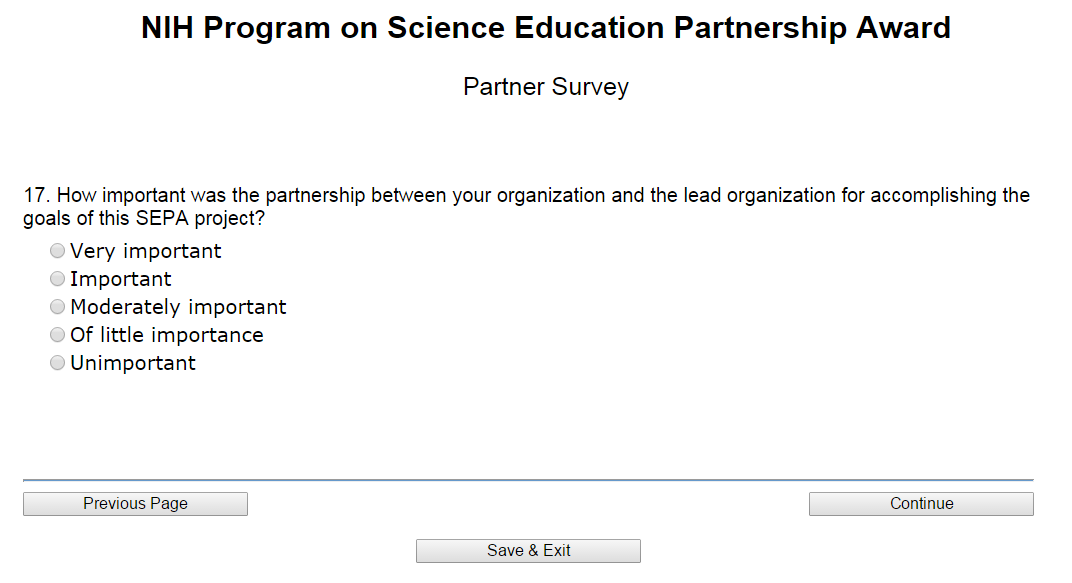 NIH Program on Science Education Partnership Award
Partner Survey
17. How important was the partnership between your organization and the lead organization for accomplishing the
goals of this SEPA project?
Very important
Important
Moderately important
Of little importance
Unimportant
Previous Page
Continue
Save & Exit